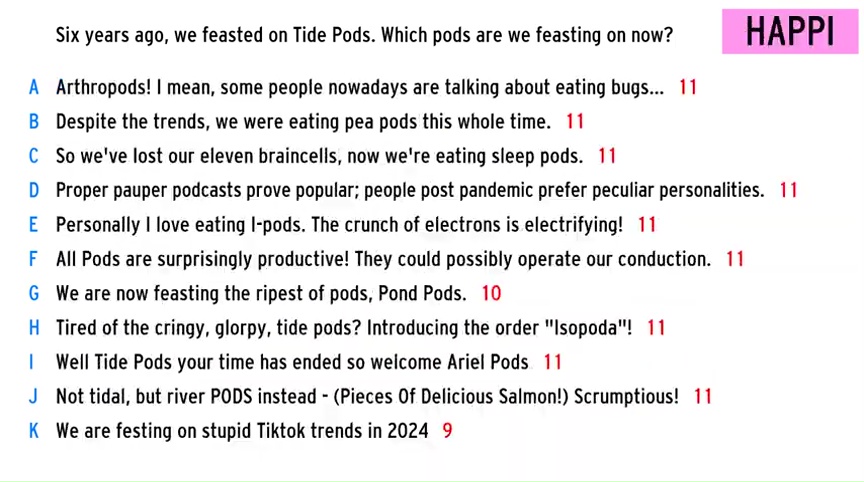 Six years ago, we feasted on Tide Pods. Which pods are we feasting on now?
HAPPI
A Arthropods! I mean, some people nowadays are talking about eating bugs... 11
B Despite the trends, we were eating pea pods this whole time. 11
C So we've lost our eleven braincells, now we're eating sleep pods. 11
D Proper pauper podcasts prove popular; people post pandemic prefer peculiar personalities. 11
E Personally I love eating I-pods. The crunch of electrons is electrifying! 11
F All Pods are surprisingly productive! They could possibly operate our conduction. 11
G We are now feasting the ripest of pods, Pond Pods. 10
H Tired of the cringy, glorpy, tide pods? Introducing the order "Isopoda"! 11
I Well Tide Pods your time has ended so welcome Ariel Pods 11
J Not tidal, but river PODS instead - (Pieces Of Delicious Salmon!) Scrumptious! 11
K We are festing on stupid Tiktok trends in 2024 9